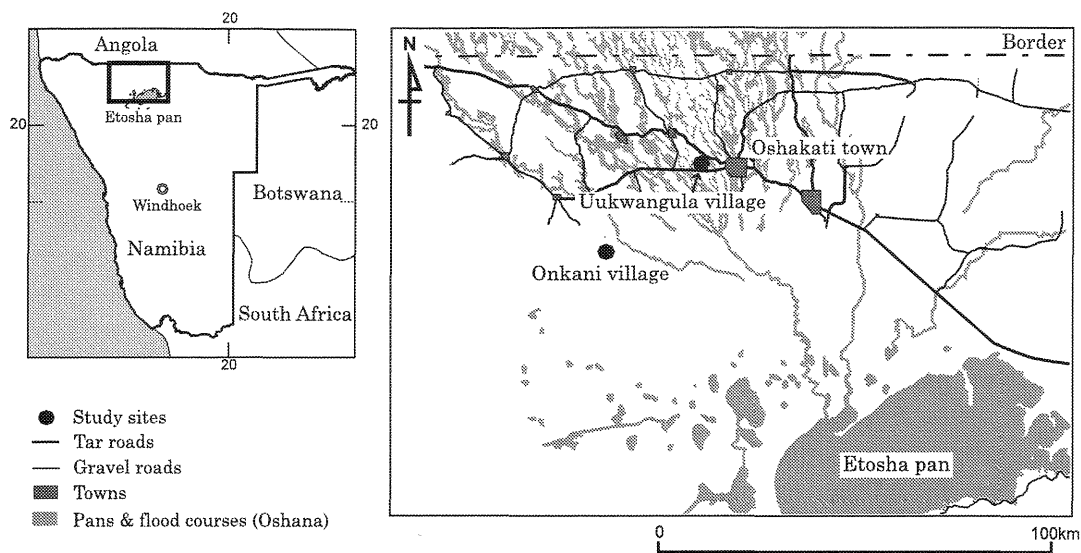 20
Angola
Etosha pan
20
20
Botswana
Windhoek
Namibia
South Africa
20
Study sites
Tar roads
Gravel roads
Towns
Pans & flood courses (Oshana)
N
Border
Oshakati town
Uukwangula village
Onkani village
Etosha pan
0
100km